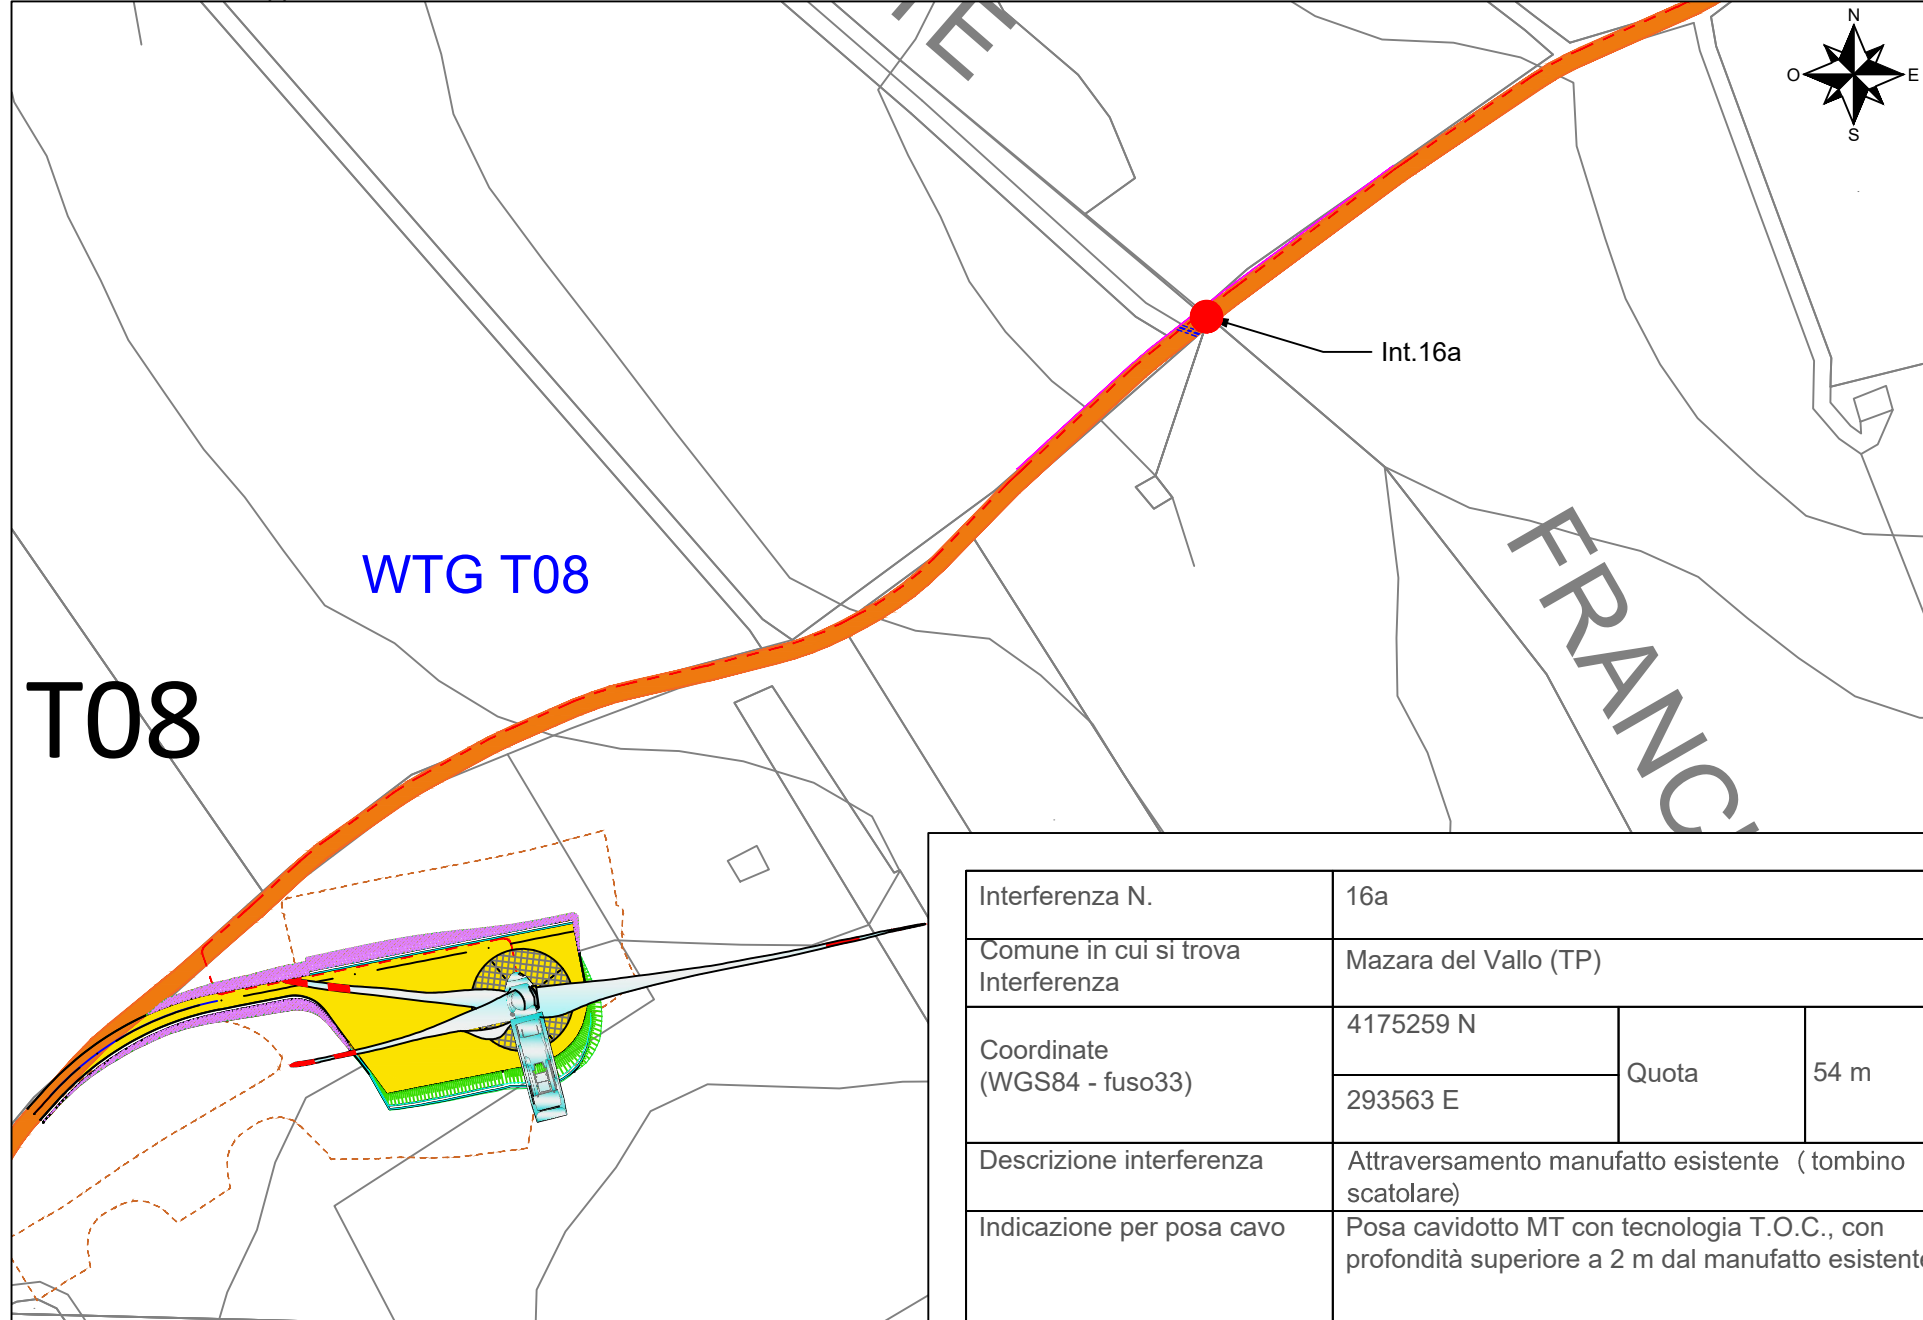 N
O
E
S
E
Int.16a
WTG T08
T08
FRANC
Interferenza N.
16a
Comune in cui si trova
Interferenza
Mazara del Vallo (TP)
Coordinate
(WGS84 - fuso33)
4175259 N
293563 E
Quota
54 m
Descrizione interferenza
Attraversamento manufatto esistente ( tombino
scatolare)
Indicazione per posa cavo
Posa cavidotto MT con tecnologia T.O.C., con
profondità superiore a 2 m dal manufatto esistente